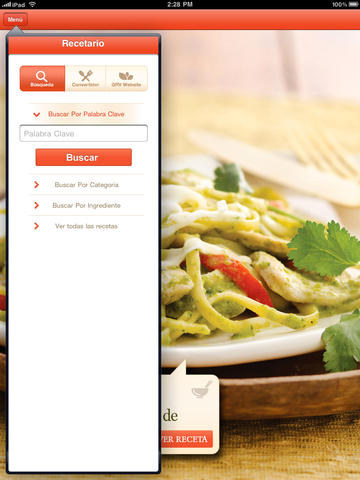 iPad 2:28 PM 100%
Menú
Recetario
Búsqueda Convertidor QRV Website
Buscar Por Palabra Clave
Palabra Clave
Buscar
Buscar Por Categoria
Buscar Por Ingrediente
Ver todas las recetas
de
VER RECETA